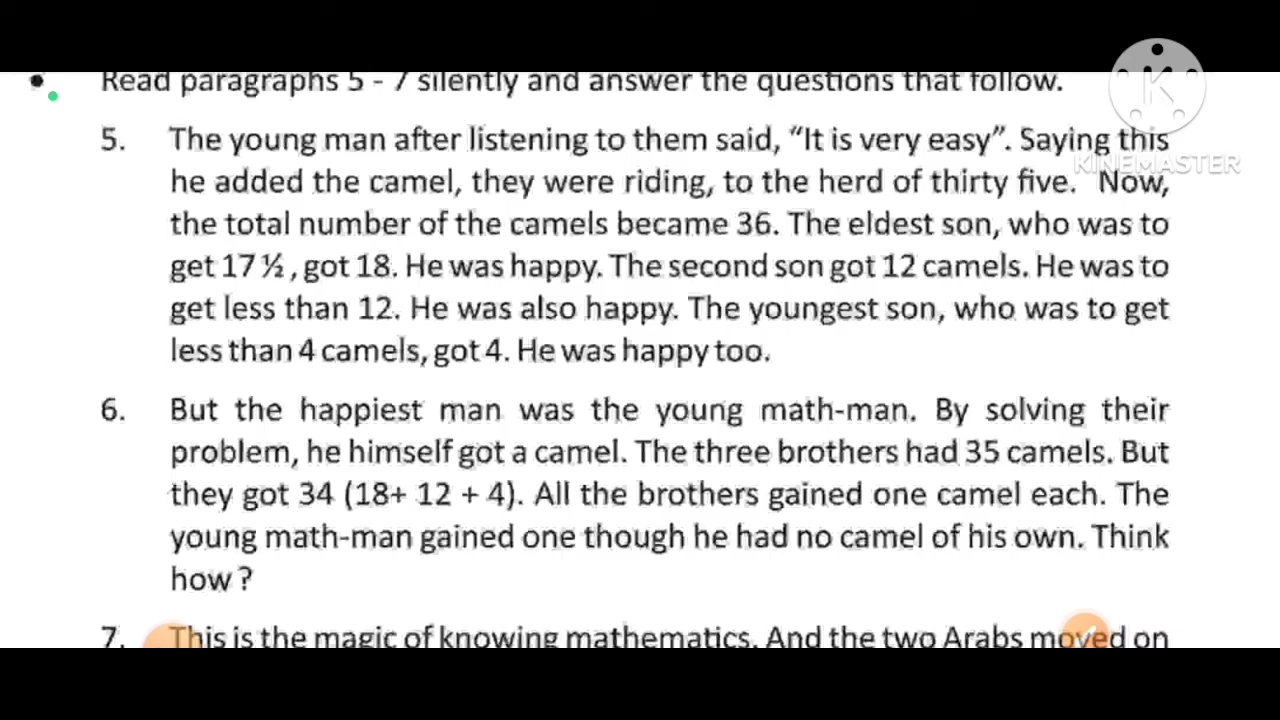 Read paragraphs 5 - 7 silently and answer the questions that follow.
5. The young man after listening to them said, “It is very easy”. Saying this
he added the camel, they were riding, to the herd of thirty five. Now,
the total number of the camels became 36. The eldest son, who was to
get 17 ½ , got 18. He was happy. The second son got 12 camels. He was to
get less than 12. He was also happy. The youngest son, who was to get
less than 4 camels, got 4. He was happy too.
6. But the happiest man was the young math-man. By solving their
problem, he himself got a camel. The three brothers had 35 camels. But
they got 34 (18+ 12 + 4). All the brothers gained one camel each. The
young math-man gained one though he had no camel of his own. Think
how ?
7. This is the magic of knowing mathematics. And the two Arabs moved on
K
KINEMASTER